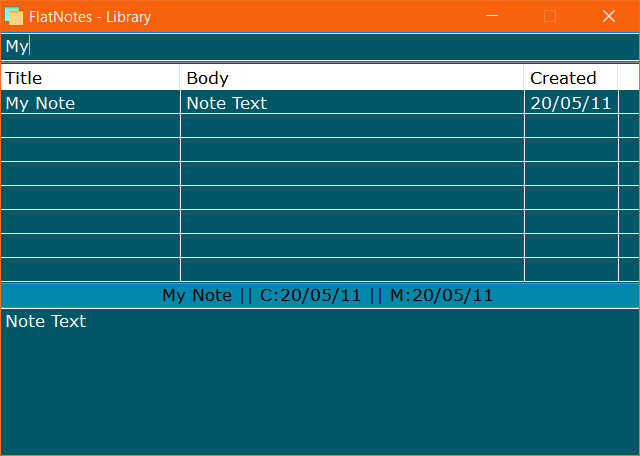 FlatNotes - Library
My
Title Body Created
My Note Note Text 20/05/11
My Note || C:20/05/11 || M:20/05/11
Note Text